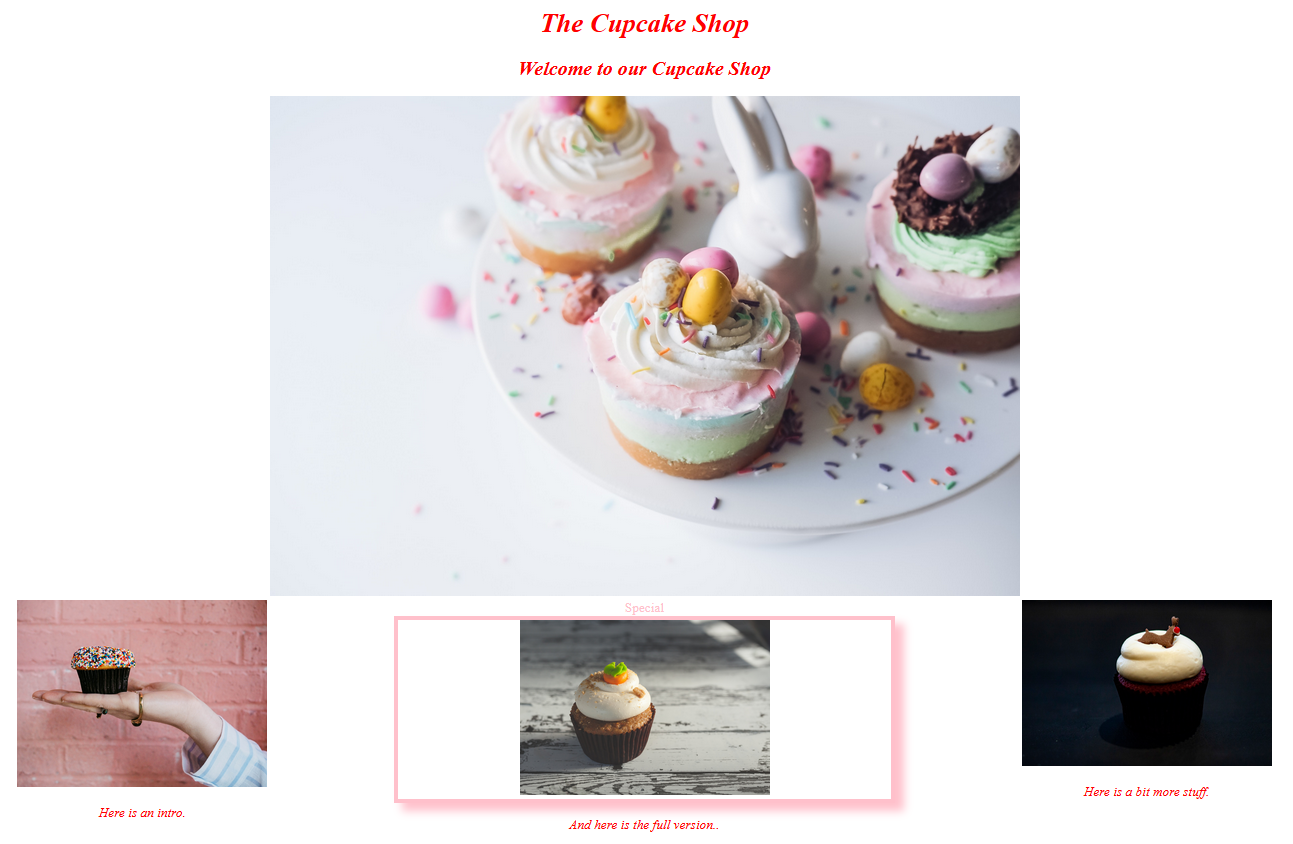 The Cupcake Shop
Welcome to our Cupcake Shop
Special
Here is an intro.
And here is the full version..
Here is a bit more stuff.